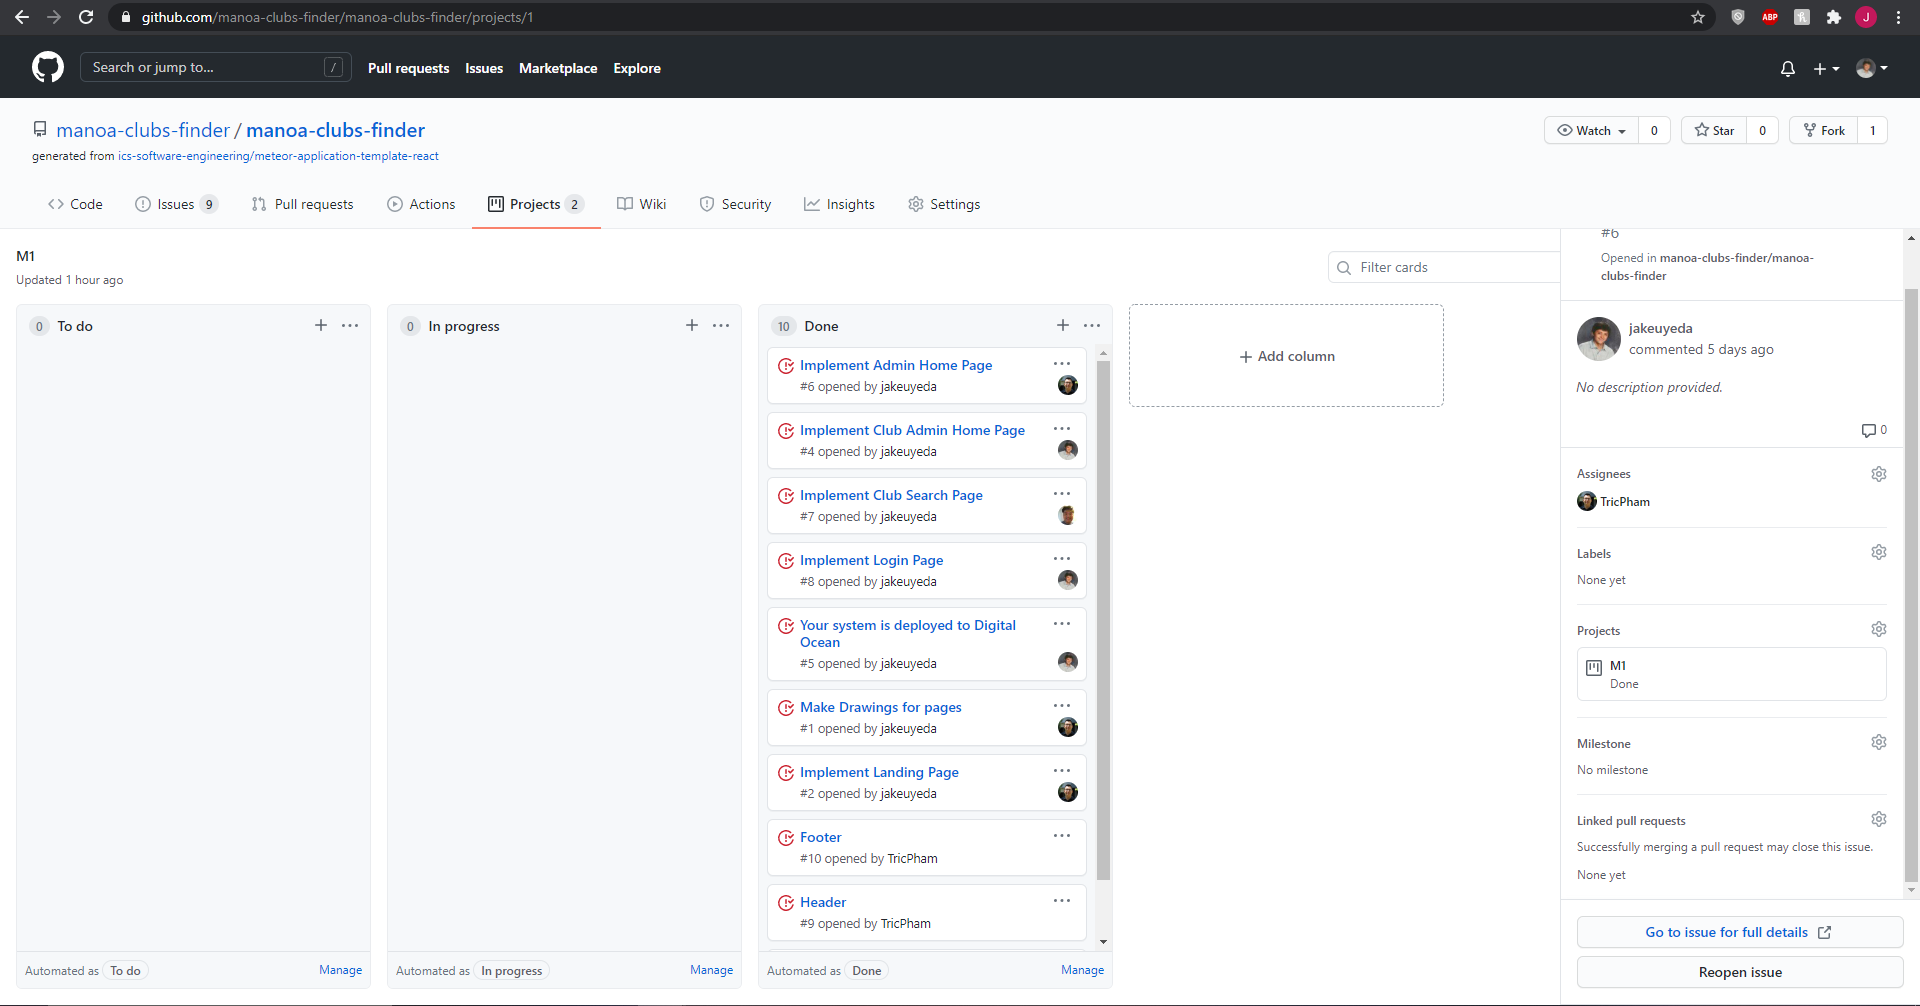 github.com/manoa-clubs-finder/manoa-clubs-finder/projects/1
ABP
J
Search or jump to...
/
Pull requests
Issues
Marketplace
Explore
manoa-clubs-finder / manoa-clubs-finder
generated from ics-software-engineering/meteor-application-template-react
Watch
0
Star
0
Fork
1
Code
Issues 9
Pull requests
Actions
Projects 2
Wiki
Security
Insights
Settings
M1
Updated 1 hour ago
Filter cards
0 To do
Automated as To do
Manage
0 In progress
Automated as In progress
Manage
10 Done
Implement Admin Home Page
#6 opened by jakeuyeda
Implement Club Admin Home Page
#4 opened by jakeuyeda
Implement Club Search Page
#7 opened by jakeuyeda
Implement Login Page
#8 opened by jakeuyeda
Your system is deployed to Digital
Ocean
#5 opened by jakeuyeda
Make Drawings for pages
#1 opened by jakeuyeda
Implement Landing Page
#2 opened by jakeuyeda
Footer
#10 opened by TricPham
Header
#9 opened by TricPham
Automated as Done
Manage
+ Add column
#6
Opened in manoa-clubs-finder/manoa-
clubs-finder
jakeuyeda
commented 5 days ago
No description provided.
0
Assignees
TricPham
Labels
None yet
Projects
M1
Done
Milestone
No milestone
Linked pull requests
Successfully merging a pull request may close this issue.
None yet
Go to issue for full details
Reopen issue